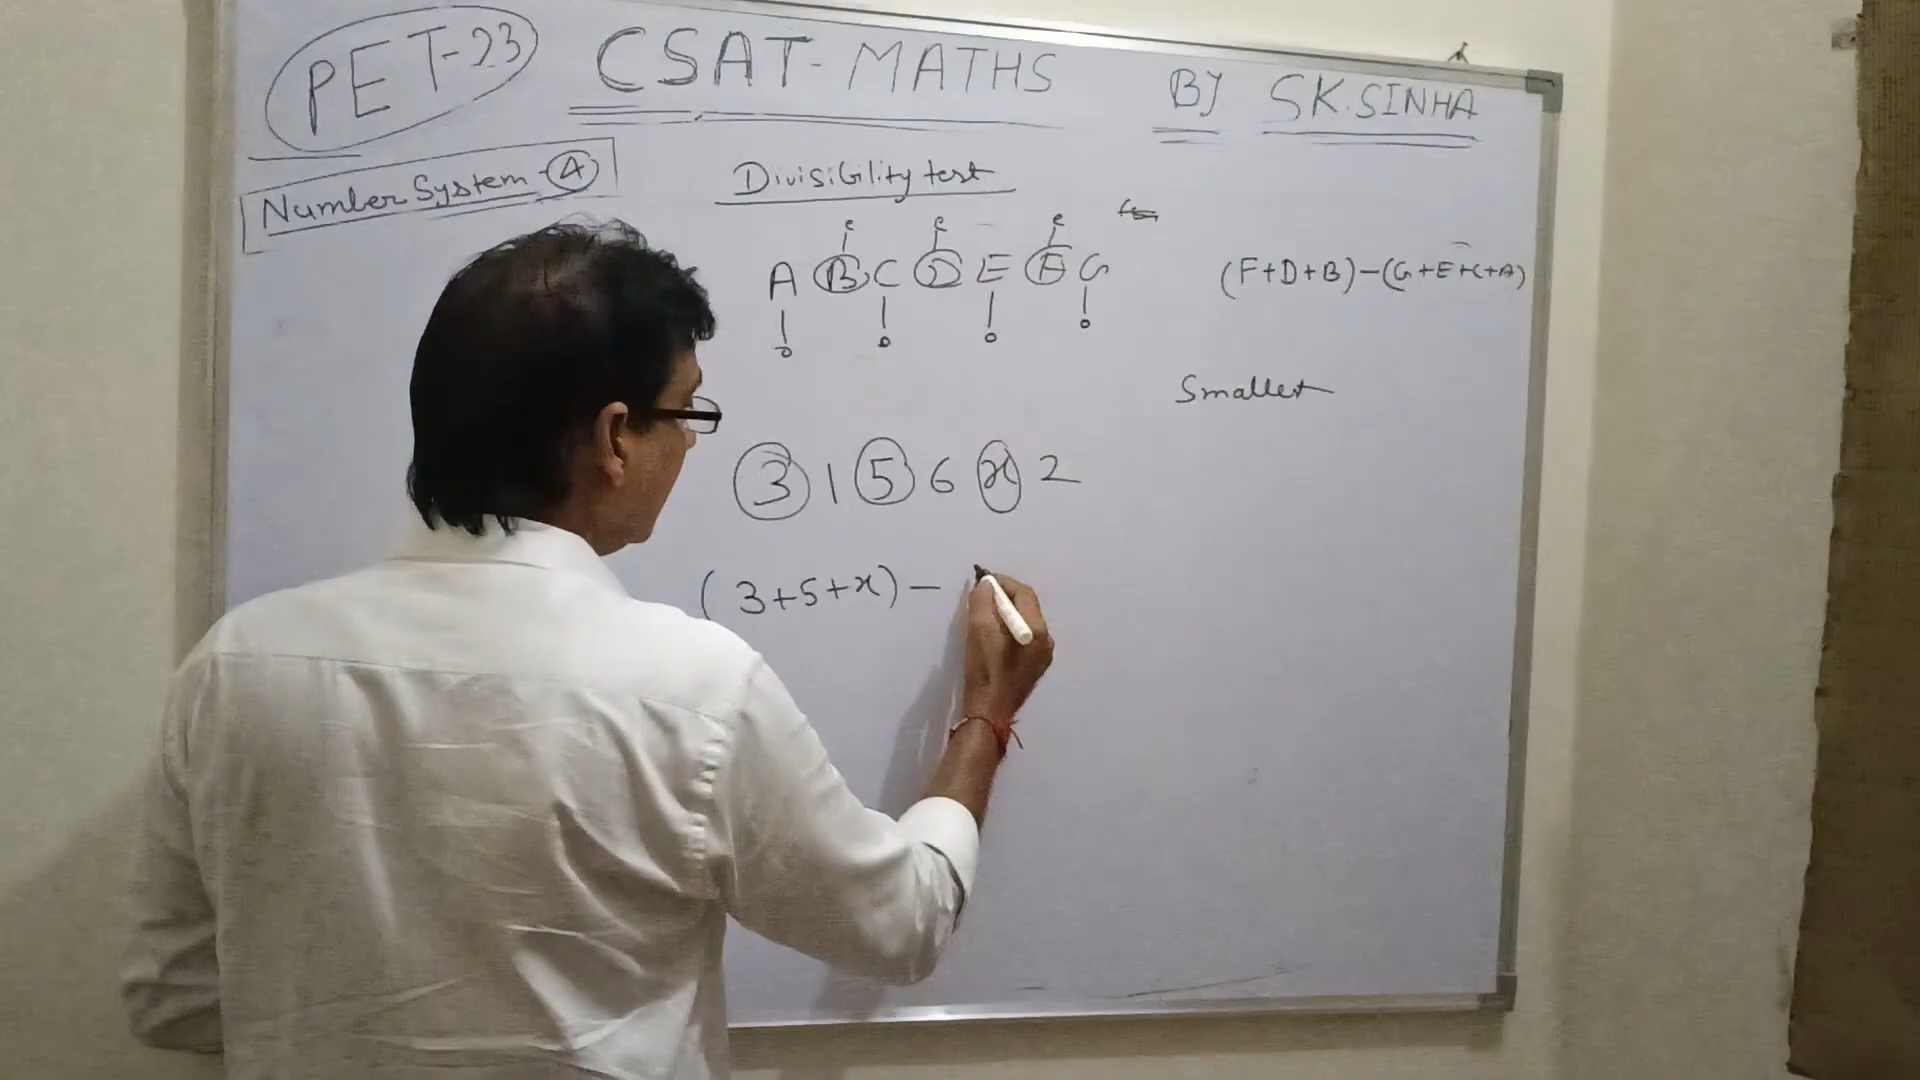 PET-23 CSAT-MATHS BY SK.SINHA
Number System-4
Divisibility test
e e e
A B C D E F G
o o o o
(F+D+B)-(G+E+C+A)
Smallest
3 1 5 6 x 2
(3+5+x)-